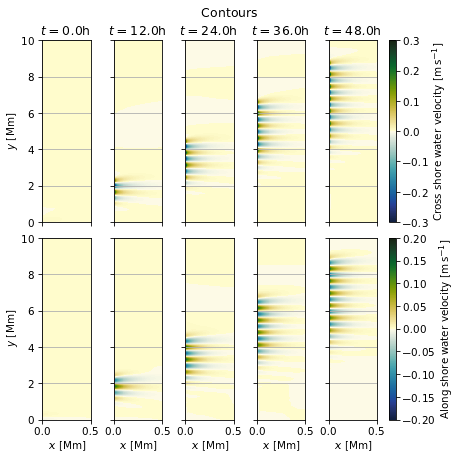 Contours
t = 0.0h
t = 12.0h
t = 24.0h
t = 36.0h
t = 48.0h
10
8
6
4
2
0
y [Mm]
0.3
0.2
0.1
0.0
−0.1
−0.2
−0.3
Cross shore water velocity [m s⁻¹]
10
8
6
4
2
0
y [Mm]
0.20
0.15
0.10
0.05
0.00
−0.05
−0.10
−0.15
−0.20
Along shore water velocity [m s⁻¹]
0.0 0.5
0.0 0.5
0.0 0.5
0.0 0.5
0.0 0.5
x [Mm]
x [Mm]
x [Mm]
x [Mm]
x [Mm]